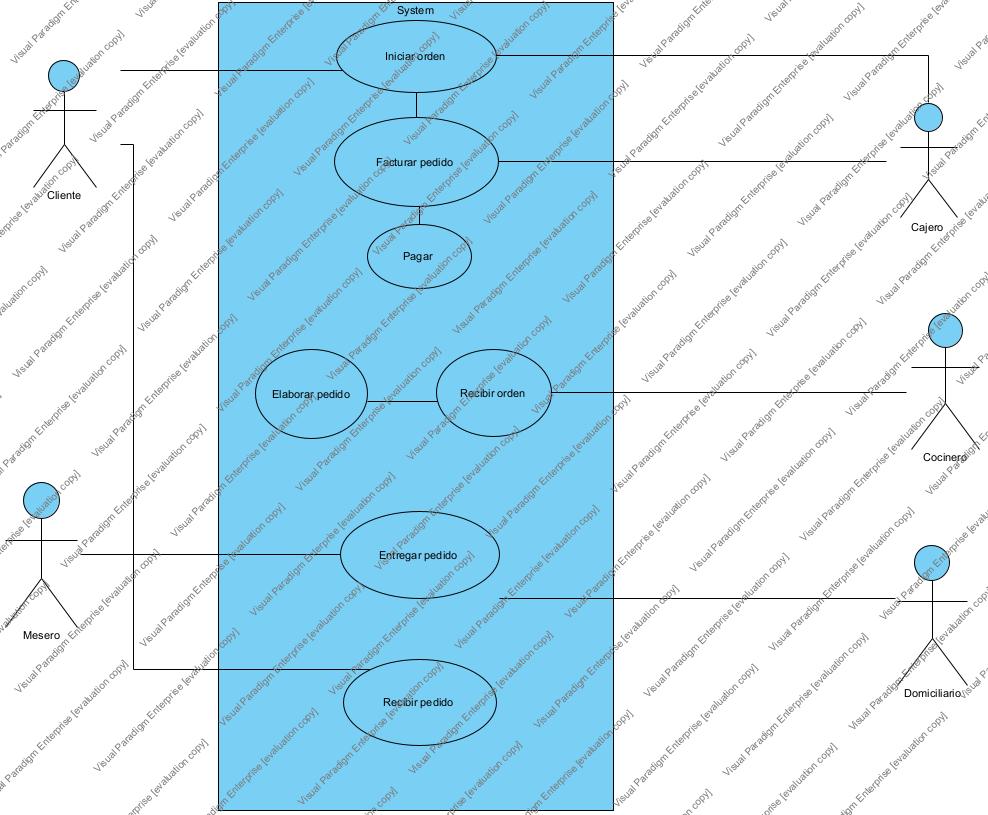 System
Iniciar orden
Facturar pedido
Cliente
Cajero
Pagar
Elaborar pedido
Recibir orden
Cocinero
Entregar pedido
Mesero
Domiciliario
Recibir pedido
Visual Paradigm Enterprise [evaluation copy]